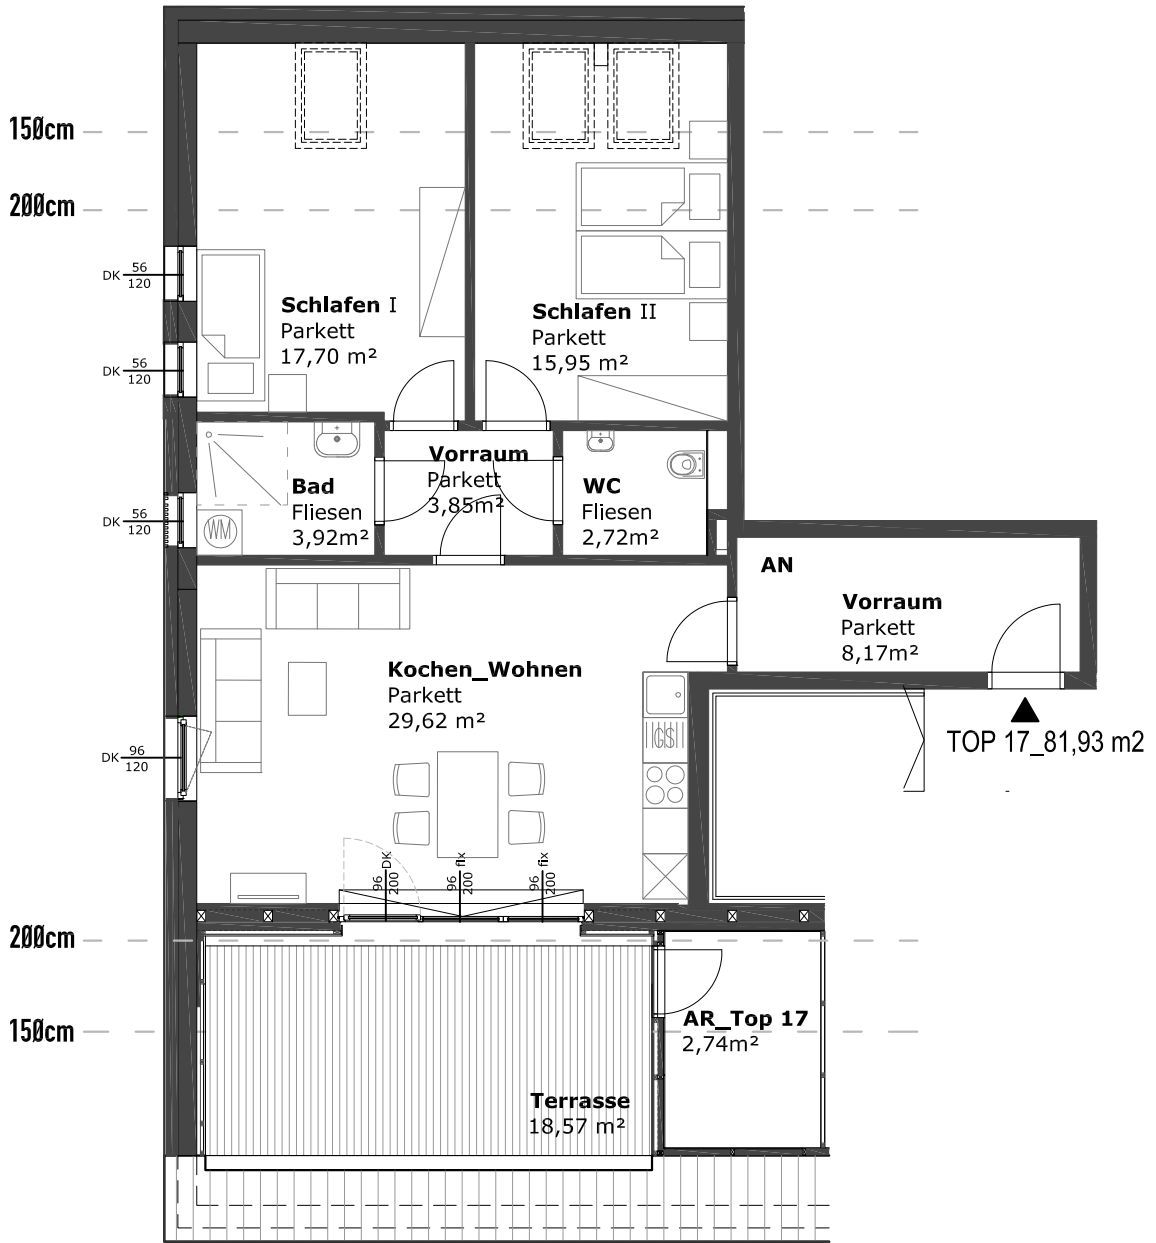 150cm
200cm
DK 56
120
Schlafen I
Parkett
17,70 m²
Schlafen II
Parkett
15,95 m²
DK 56
120
Vorraum
Parkett
3,85m²
Bad
Fliesen
3,92m²
WC
Fliesen
2,72m²
WM
DK 56
120
AN
Vorraum
Parkett
8,17m²
Kochen_Wohnen
Parkett
29,62 m²
GS
TOP 17_81,93 m2
DK 96
120
96 DK
200
96 fix
200
96 fix
200
200cm
150cm
AR_Top 17
2,74m²
Terrasse
18,57 m²